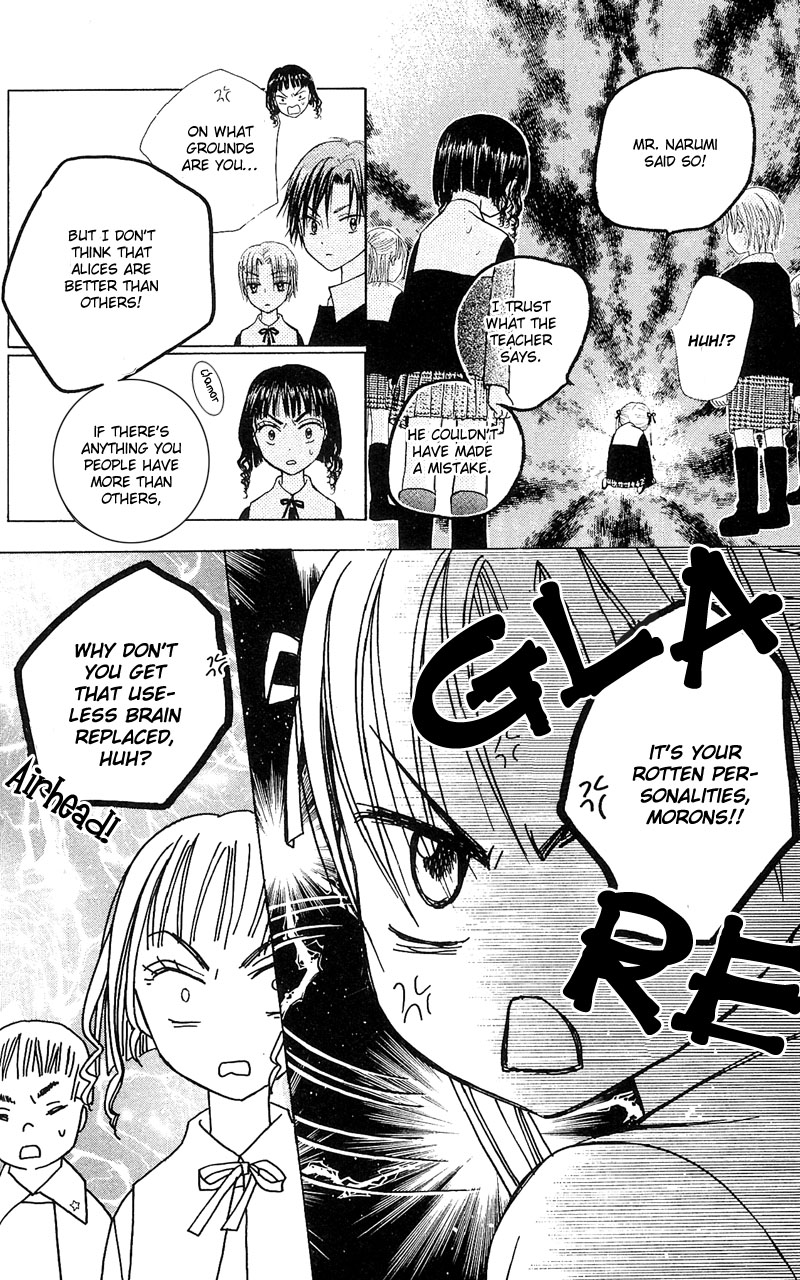 MR. NARUMI
SAID SO!
HUH!?
I TRUST
WHAT THE
TEACHER
SAYS.
HE COULDN'T
HAVE MADE
A MISTAKE.
ON WHAT
GROUNDS
ARE YOU...
BUT I DON'T
THINK THAT
ALICES ARE
BETTER THAN
OTHERS!
clamor
IF THERE'S
ANYTHING YOU
PEOPLE HAVE
MORE THAN
OTHERS,
GLA
RE
IT'S YOUR
ROTTEN PER-
SONALITIES,
MORONS!!
WHY DON'T
YOU GET
THAT USE-
LESS BRAIN
REPLACED,
HUH?
Airhead!